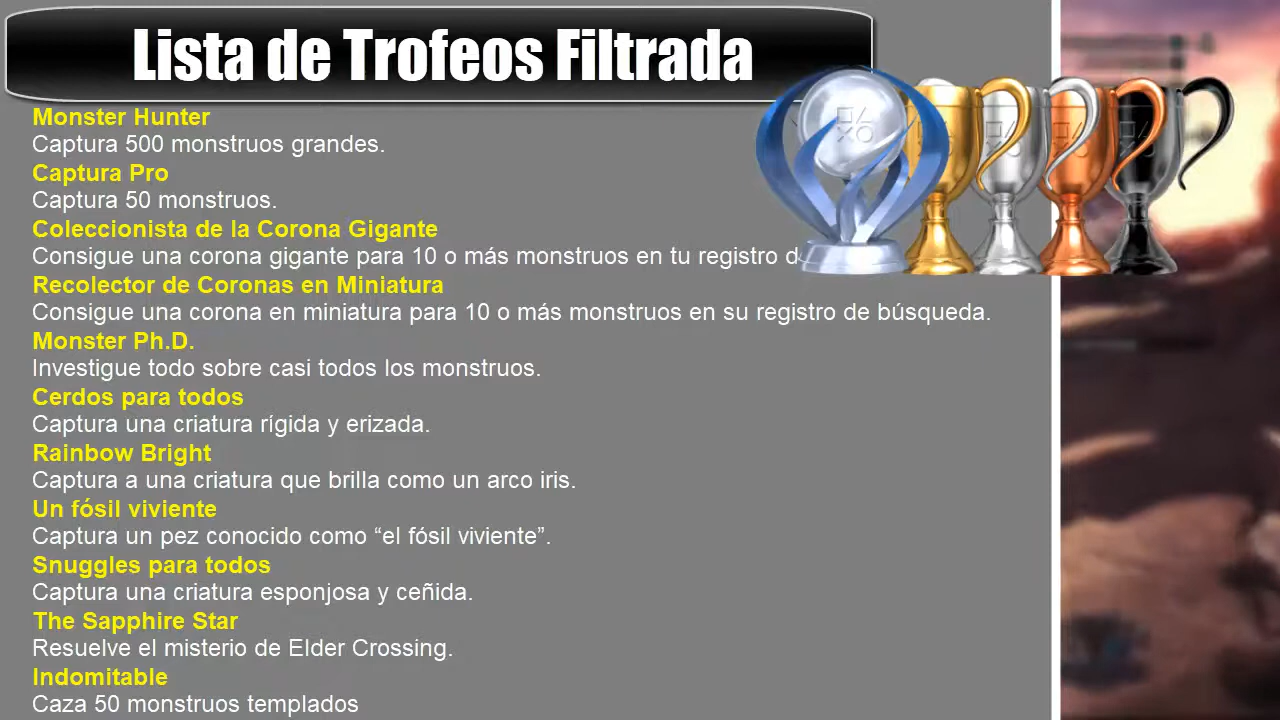 Lista de Trofeos Filtrada
Monster Hunter
Captura 500 monstruos grandes.
Captura Pro
Captura 50 monstruos.
Coleccionista de la Corona Gigante
Consigue una corona gigante para 10 o más monstruos en tu registro
Recolector de Coronas en Miniatura
Consigue una corona en miniatura para 10 o más monstruos en su registro de búsqueda.
Monster Ph.D.
Investigue todo sobre casi todos los monstruos.
Cerdos para todos
Captura una criatura rígida y erizada.
Rainbow Bright
Captura a una criatura que brilla como un arco iris.
Un fósil viviente
Captura un pez conocido como “el fósil viviente”.
Snuggles para todos
Captura una criatura esponjosa y ceñida.
The Sapphire Star
Resuelve el misterio de Elder Crossing.
Indomitable
Caza 50 monstruos templados